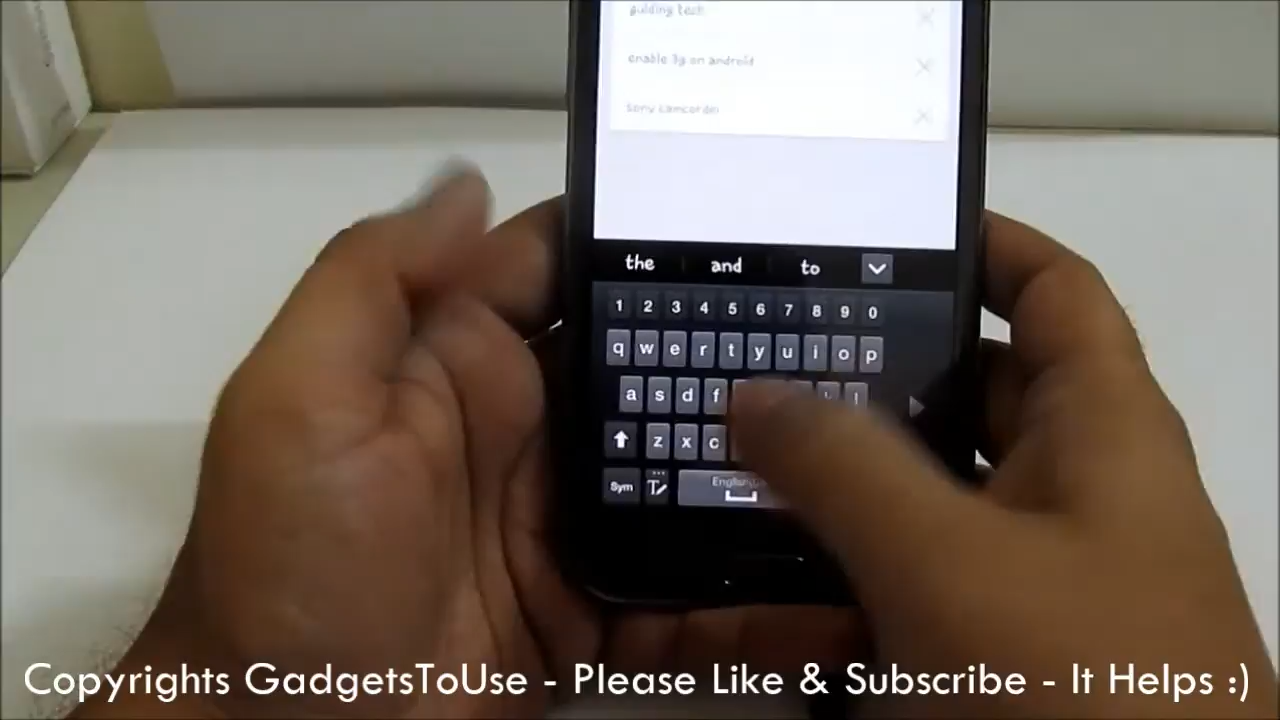 guiding tech
enable 3g on android
sony camcorder
the and to
1 2 3 4 5 6 7 8 9 0
q w e r t y u i o p
a s d f
z x c
Sym T
Copyrights GadgetsToUse - Please Like & Subscribe - It Helps :)